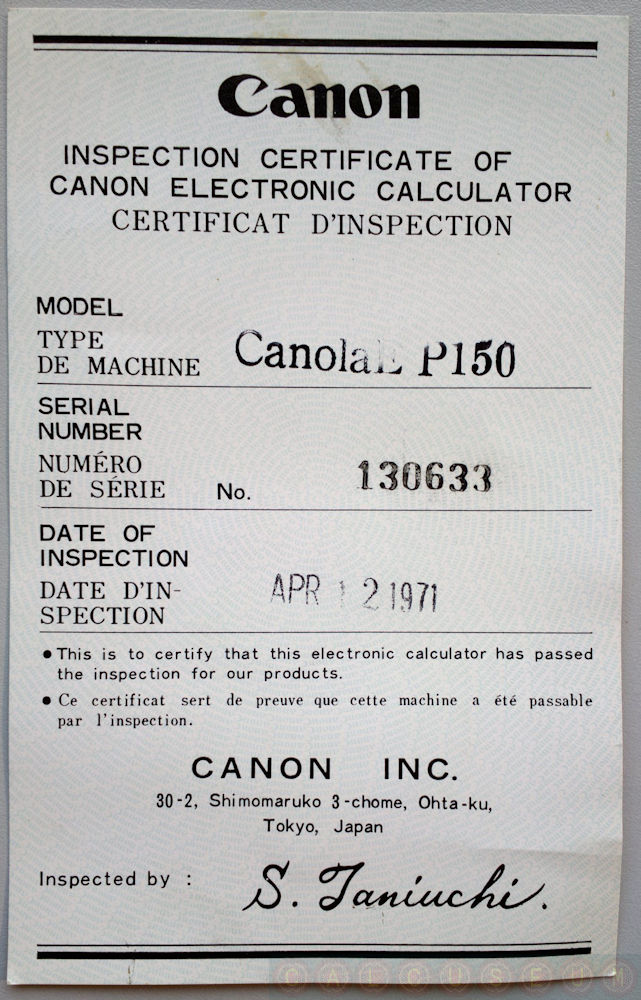 Canon
INSPECTION CERTIFICATE OF
CANON ELECTRONIC CALCULATOR
CERTIFICAT D'INSPECTION
MODEL
TYPE
DE MACHINE Canola P150
SERIAL
NUMBER
NUMÉRO
DE SÉRIE No. 130633
DATE OF
INSPECTION
DATE D'IN-
SPECTION APR 12 1971
● This is to certify that this electronic calculator has passed
the inspection for our products.
● Ce certificat sert de preuve que cette machine a été passable
par l'inspection.
CANON INC.
30-2, Shimomaruko 3-chome, Ohta-ku,
Tokyo, Japan
Inspected by : S. Taniuchi.
CALCUSEUM